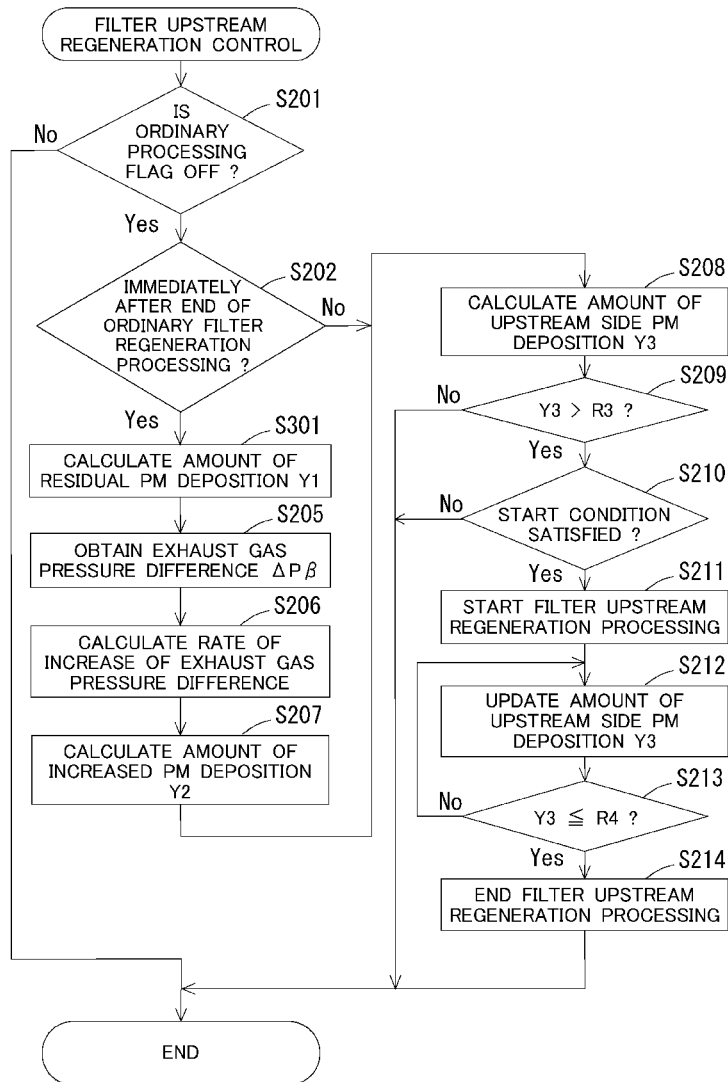 FILTER UPSTREAM
REGENERATION CONTROL
S201
IS
ORDINARY
PROCESSING
FLAG OFF ?
No
Yes
S202
IMMEDIATELY
AFTER END OF
ORDINARY FILTER
REGENERATION
PROCESSING ?
No
Yes
S301
CALCULATE AMOUNT OF
RESIDUAL PM DEPOSITION Y1
S205
OBTAIN EXHAUST GAS
PRESSURE DIFFERENCE ΔPβ
S206
CALCULATE RATE OF
INCREASE OF EXHAUST GAS
PRESSURE DIFFERENCE
S207
CALCULATE AMOUNT OF
INCREASED PM DEPOSITION
Y2
S208
CALCULATE AMOUNT OF
UPSTREAM SIDE PM
DEPOSITION Y3
S209
Y3 > R3 ?
No
Yes
S210
START CONDITION
SATISFIED ?
No
Yes
S211
START FILTER UPSTREAM
REGENERATION PROCESSING
S212
UPDATE AMOUNT OF
UPSTREAM SIDE PM
DEPOSITION Y3
S213
Y3 ≦ R4 ?
No
Yes
S214
END FILTER UPSTREAM
REGENERATION PROCESSING
END